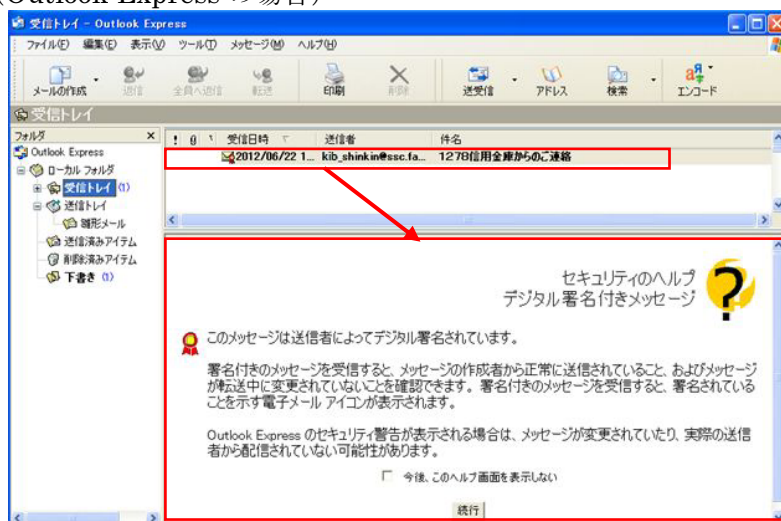 (Outlook Express の場合)
受信トレイ - Outlook Express
ファイル(F) 編集(E) 表示(V) ツール(T) メッセージ(M) ヘルプ(H)
メールの作成 返信 全員へ返信 転送 印刷 削除 送受信 アドレス 検索 エンコード
受信トレイ
フォルダ ×
! 受信日時 送信者 件名
Outlook Express
2012/06/22 1... kib_shinkin@ssc.fa... 1278信用金庫からのご連絡
ローカル フォルダ
受信トレイ (1)
送信トレイ
雛形メール
送信済みアイテム
削除済みアイテム
下書き (1)
セキュリティのヘルプ
デジタル署名付きメッセージ
このメッセージは送信者によってデジタル署名されています。
署名付きのメッセージを受信すると、メッセージの作成者から正常に送信されていること、およびメッセージ
が転送中に変更されていないことを確認できます。署名付きのメッセージを受信すると、署名されている
ことを示す電子メール アイコンが表示されます。
Outlook Express のセキュリティ警告が表示される場合は、メッセージが変更されていたり、実際の送信
者から配信されていない可能性があります。
今後、このヘルプ画面を表示しない
続行